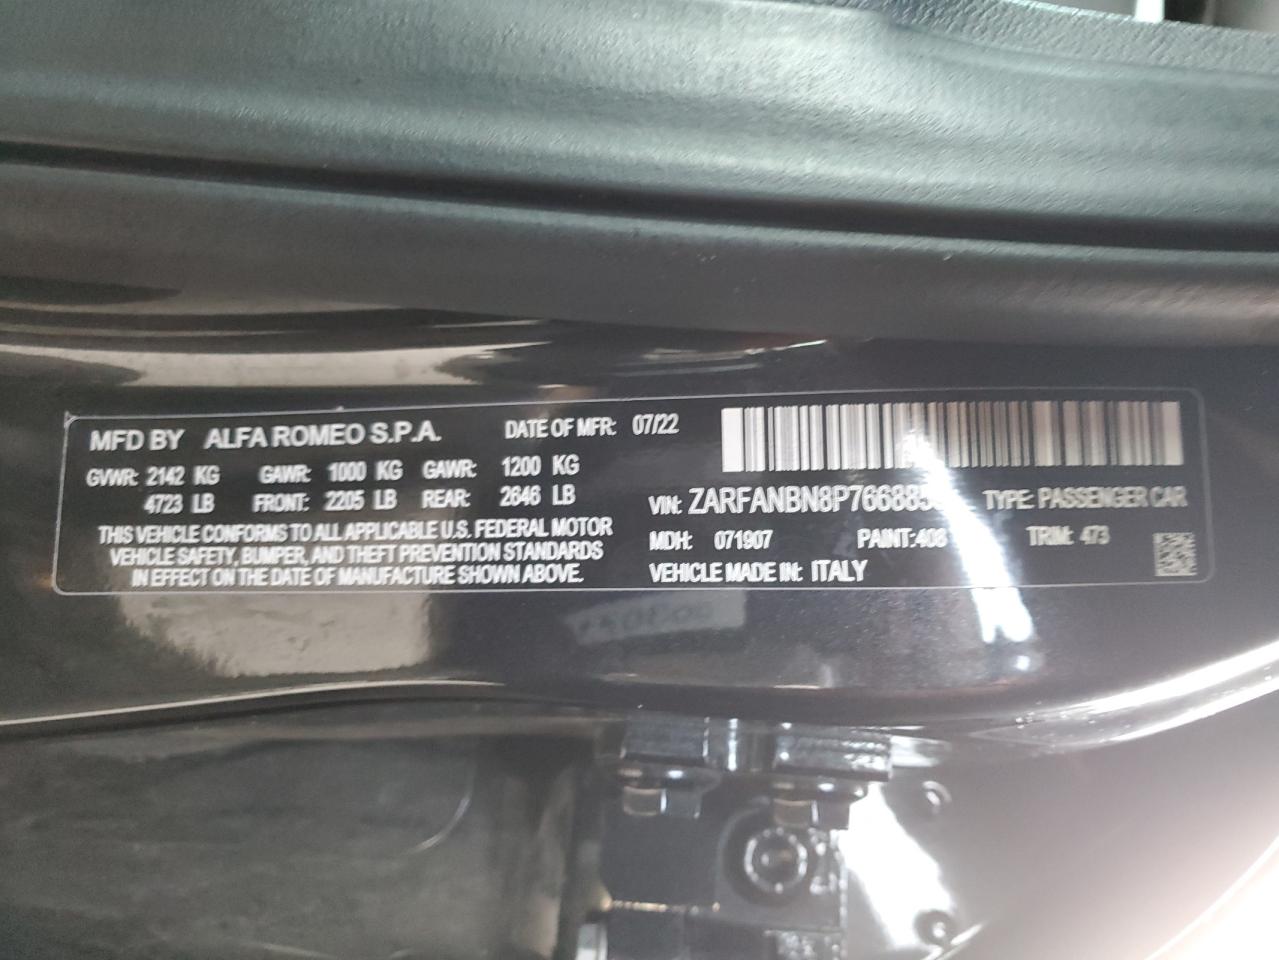 MFD BY ALFA ROMEO S.P.A. DATE OF MFR: 07/22
GVWR: 2142 KG GAWR: 1000 KG GAWR: 1200 KG
4723 LB FRONT: 2205 LB REAR: 2646 LB
THIS VEHICLE CONFORMS TO ALL APPLICABLE U.S. FEDERAL MOTOR
VEHICLE SAFETY, BUMPER, AND THEFT PREVENTION STANDARDS
IN EFFECT ON THE DATE OF MANUFACTURE SHOWN ABOVE.
VIN: TYPE: PASSENGER CAR
MDH: 071907 PAINT:408 TRIM: 473
VEHICLE MADE IN: ITALY